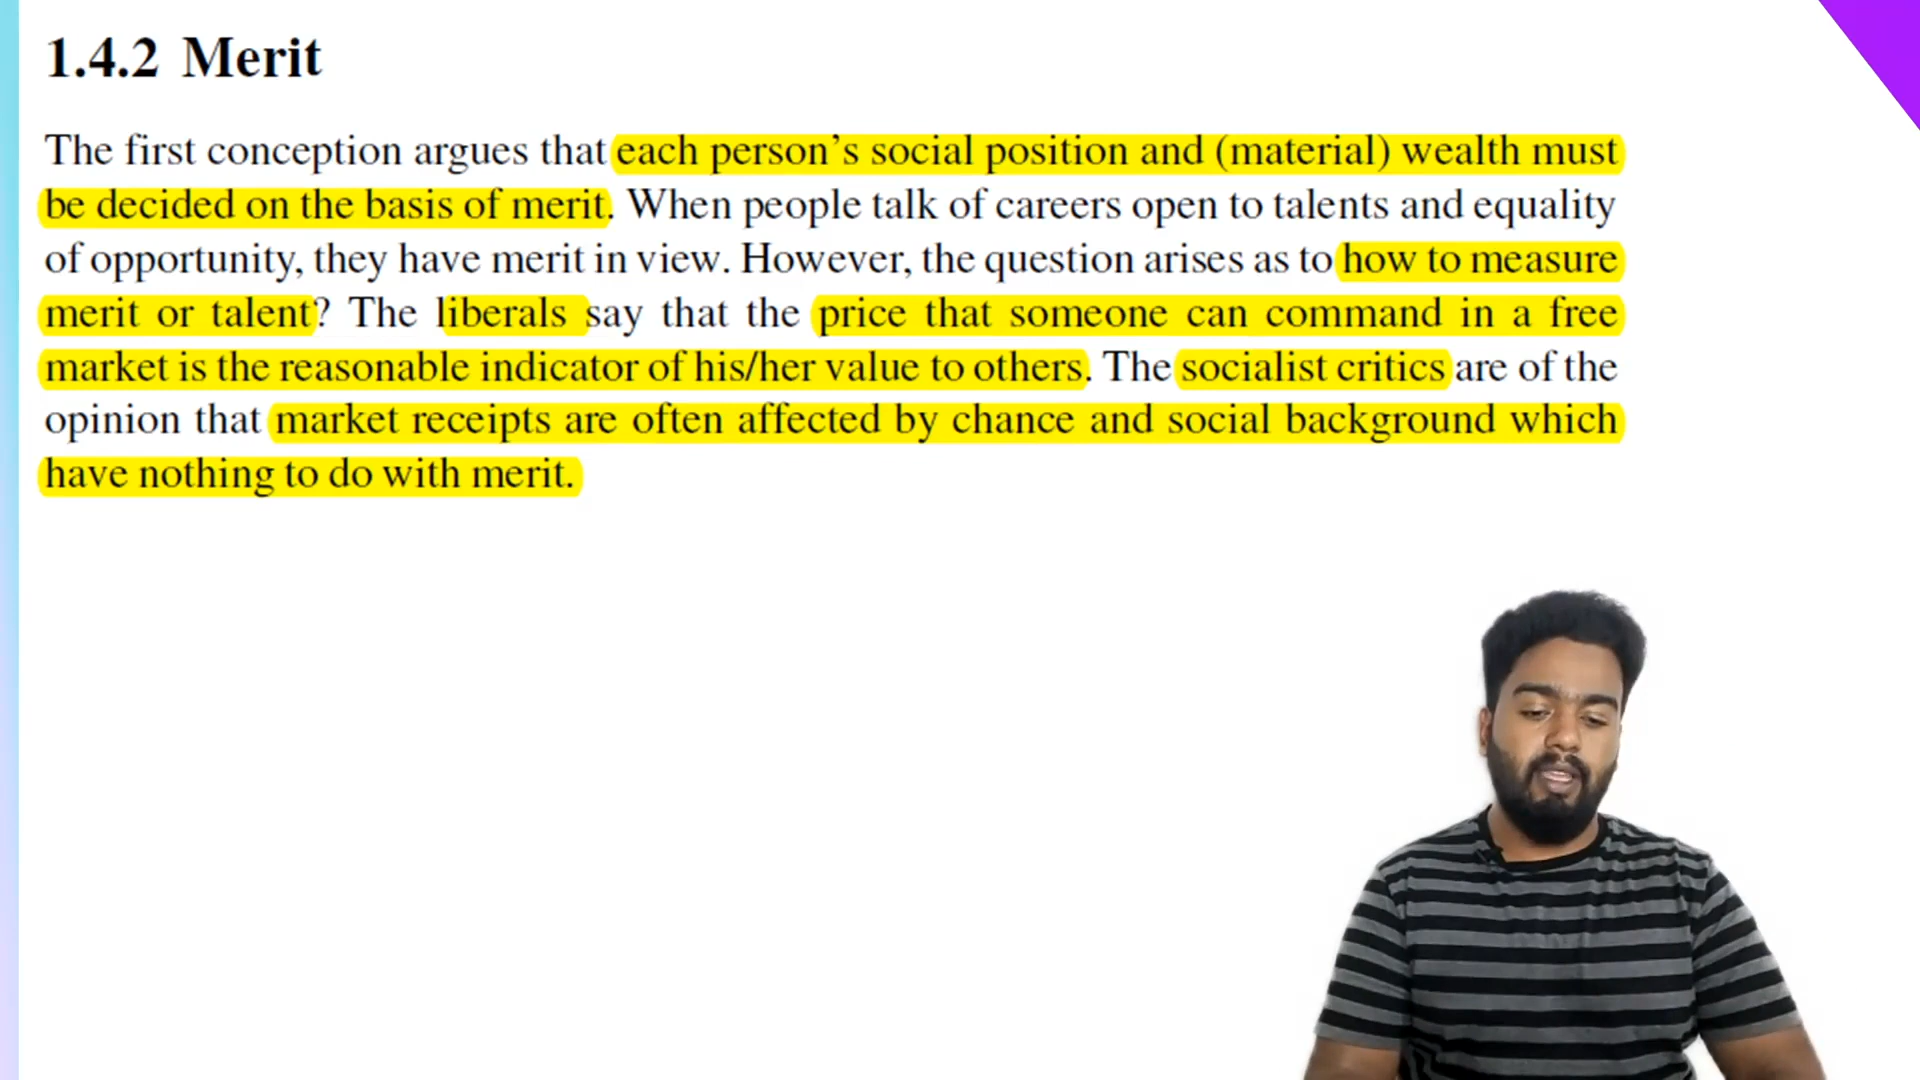 1.4.2 Merit
The first conception argues that each person’s social position and (material) wealth must
be decided on the basis of merit. When people talk of careers open to talents and equality
of opportunity, they have merit in view. However, the question arises as to how to measure
merit or talent? The liberals say that the price that someone can command in a free
market is the reasonable indicator of his/her value to others. The socialist critics are of the
opinion that market receipts are often affected by chance and social background which
have nothing to do with merit.